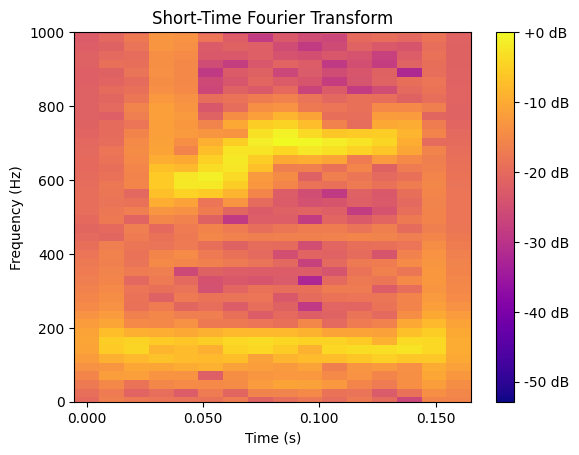 Short-Time Fourier Transform
1000
800
600
400
200
0
Frequency (Hz)
0.000
0.050
0.100
0.150
Time (s)
+0 dB
-10 dB
-20 dB
-30 dB
-40 dB
-50 dB